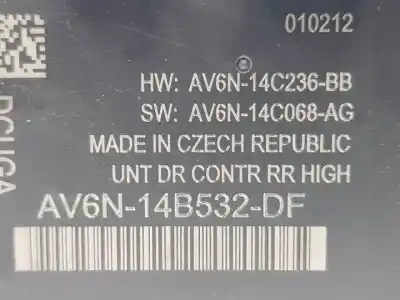 010212
HW: AV6N-14C236-BB
SW: AV6N-14C068-AG
MADE IN CZECH REPUBLIC
UNT DR CONTR RR HIGH
AV6N-14B532-DF
DCUGA